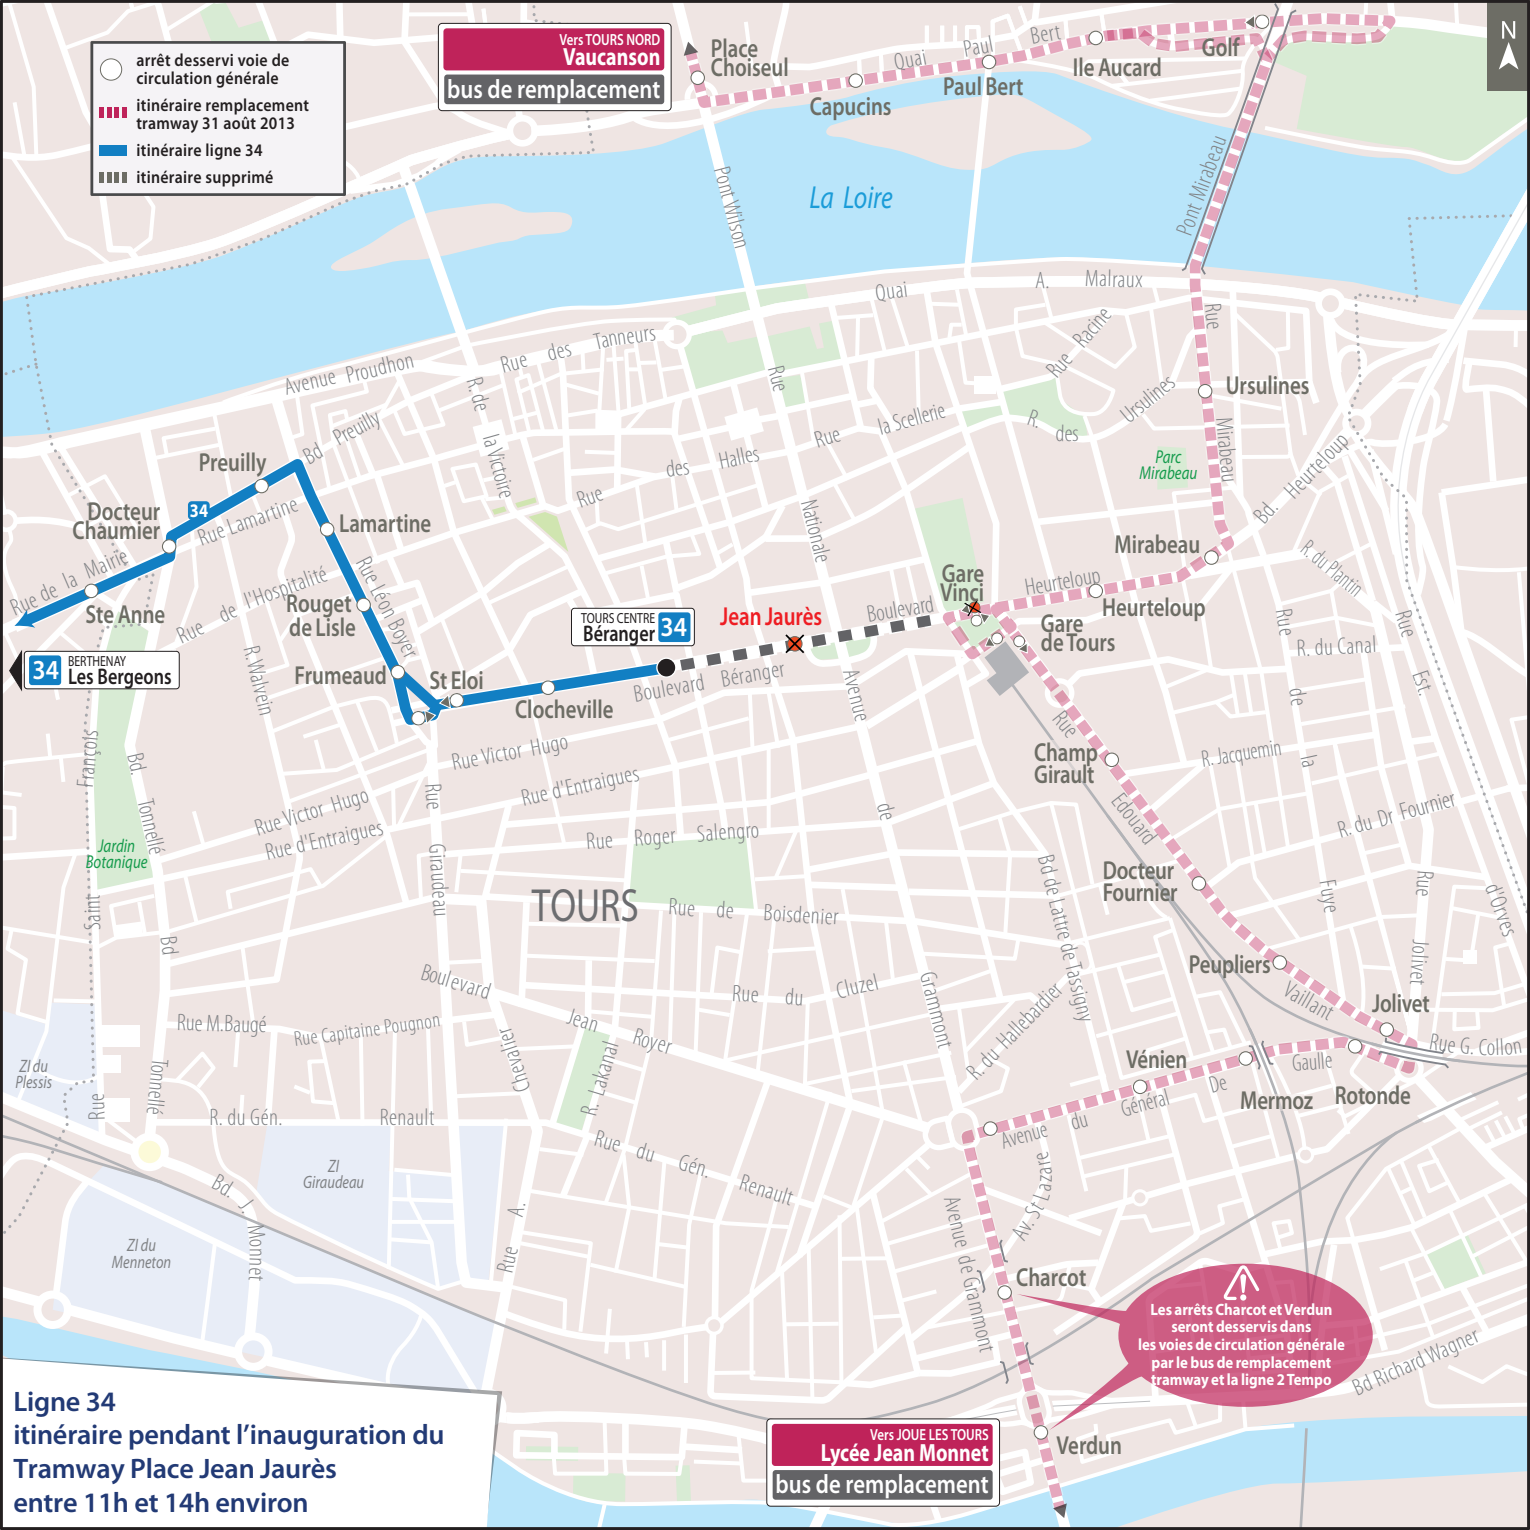 arrêt desservi voie de
circulation générale
itinéraire remplacement
tramway 31 août 2013
itinéraire ligne 34
itinéraire supprimé
Vers TOURS NORD
Vaucanson
bus de remplacement
Place
Choiseul
Capucins
Quai Paul Bert
Paul Bert
Ile Aucard
Golf
N
La Loire
Pont Wilson
Pont Mirabeau
Quai A. Malraux
Avenue Proudhon
Rue des Tanneurs
Rue Racine
Rue
Ursulines
Mirabeau
R. des Ursulines
Parc
Mirabeau
Bd. Heurteloup
Bd Preuilly
R. de la Victoire
Rue des Halles
Rue la Scellerie
Rue Nationale
Preuilly
34
Docteur
Chaumier
Rue Lamartine
Lamartine
Rue de la Mairie
Ste Anne
Rue de l'Hospitalité
Rouget
de Lisle
Rue Léon Boyer
Mirabeau
R. du Plantin
Gare
Vinci
Heurteloup
Heurteloup
Gare
de Tours
Boulevard
Jean Jaurès
TOURS CENTRE
Béranger
34
34
BERTHENAY
Les Bergeons
R. Walvein
Frumeaud
St Eloi
Clocheville
Boulevard Béranger
Rue de la Fuye
R. du Canal
Rue Est.
Avenue de Grammont
Rue Edouard Vaillant
Champ
Girault
R. Jacquemin
Rue Victor Hugo
Rue d'Entraigues
Rue Victor Hugo
Rue d'Entraigues
Rue Giraudeau
Bd. Tonnellé
Rue Saint François
Jardin
Botanique
Rue Roger Salengro
R. du Dr Fournier
TOURS
Rue de Boisdenier
Bd de Lattre de Tassigny
Docteur
Fournier
Rue Jolivet
d'Orves
Peupliers
Jolivet
Rue G. Collon
Bd Tonnellé
Boulevard Jean Royer
Rue du Cluzel
R. du Hallebardier
Rue M.Baugé
Rue Capitaine Pougnon
Chevalier
Rue A.
R. Lakanal
ZI du
Plessis
R. du Gén. Renault
Rue du Gén. Renault
Vénien
Mermoz
Rotonde
Avenue du Général De Gaulle
Av. St Lazare
ZI
Giraudeau
ZI du
Menneton
Bd. J. Monnet
Avenue de Grammont
Charcot
Les arrêts Charcot et Verdun
seront desservis dans
les voies de circulation générale
par le bus de remplacement
tramway et la ligne 2 Tempo
Bd Richard Wagner
Verdun
Vers JOUE LES TOURS
Lycée Jean Monnet
bus de remplacement
Ligne 34
itinéraire pendant l'inauguration du
Tramway Place Jean Jaurès
entre 11h et 14h environ